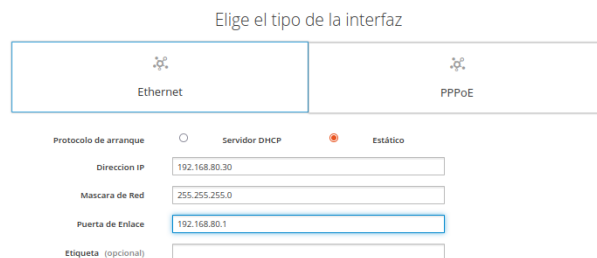 Elige el tipo de la interfaz
Ethernet PPPoE
Protocolo de arranque Servidor DHCP Estático
Direccion IP 192.168.80.30
Mascara de Red 255.255.255.0
Puerta de Enlace 192.168.80.1
Etiqueta (opcional)